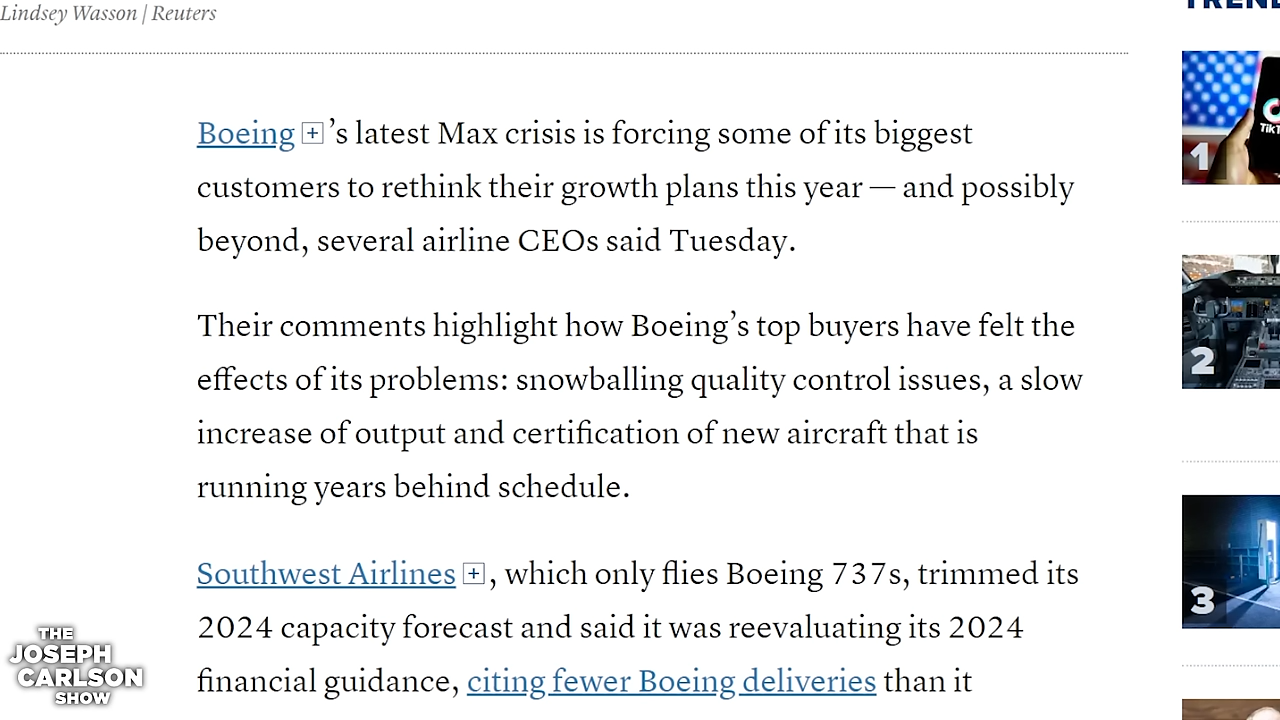 Lindsey Wasson | Reuters
Boeing + 's latest Max crisis is forcing some of its biggest
customers to rethink their growth plans this year — and possibly
beyond, several airline CEOs said Tuesday.
Their comments highlight how Boeing's top buyers have felt the
effects of its problems: snowballing quality control issues, a slow
increase of output and certification of new aircraft that is
running years behind schedule.
Southwest Airlines + , which only flies Boeing 737s, trimmed its
2024 capacity forecast and said it was reevaluating its 2024
financial guidance, citing fewer Boeing deliveries than it
1
2
3
THE
JOSEPH
CARLSON
SHOW